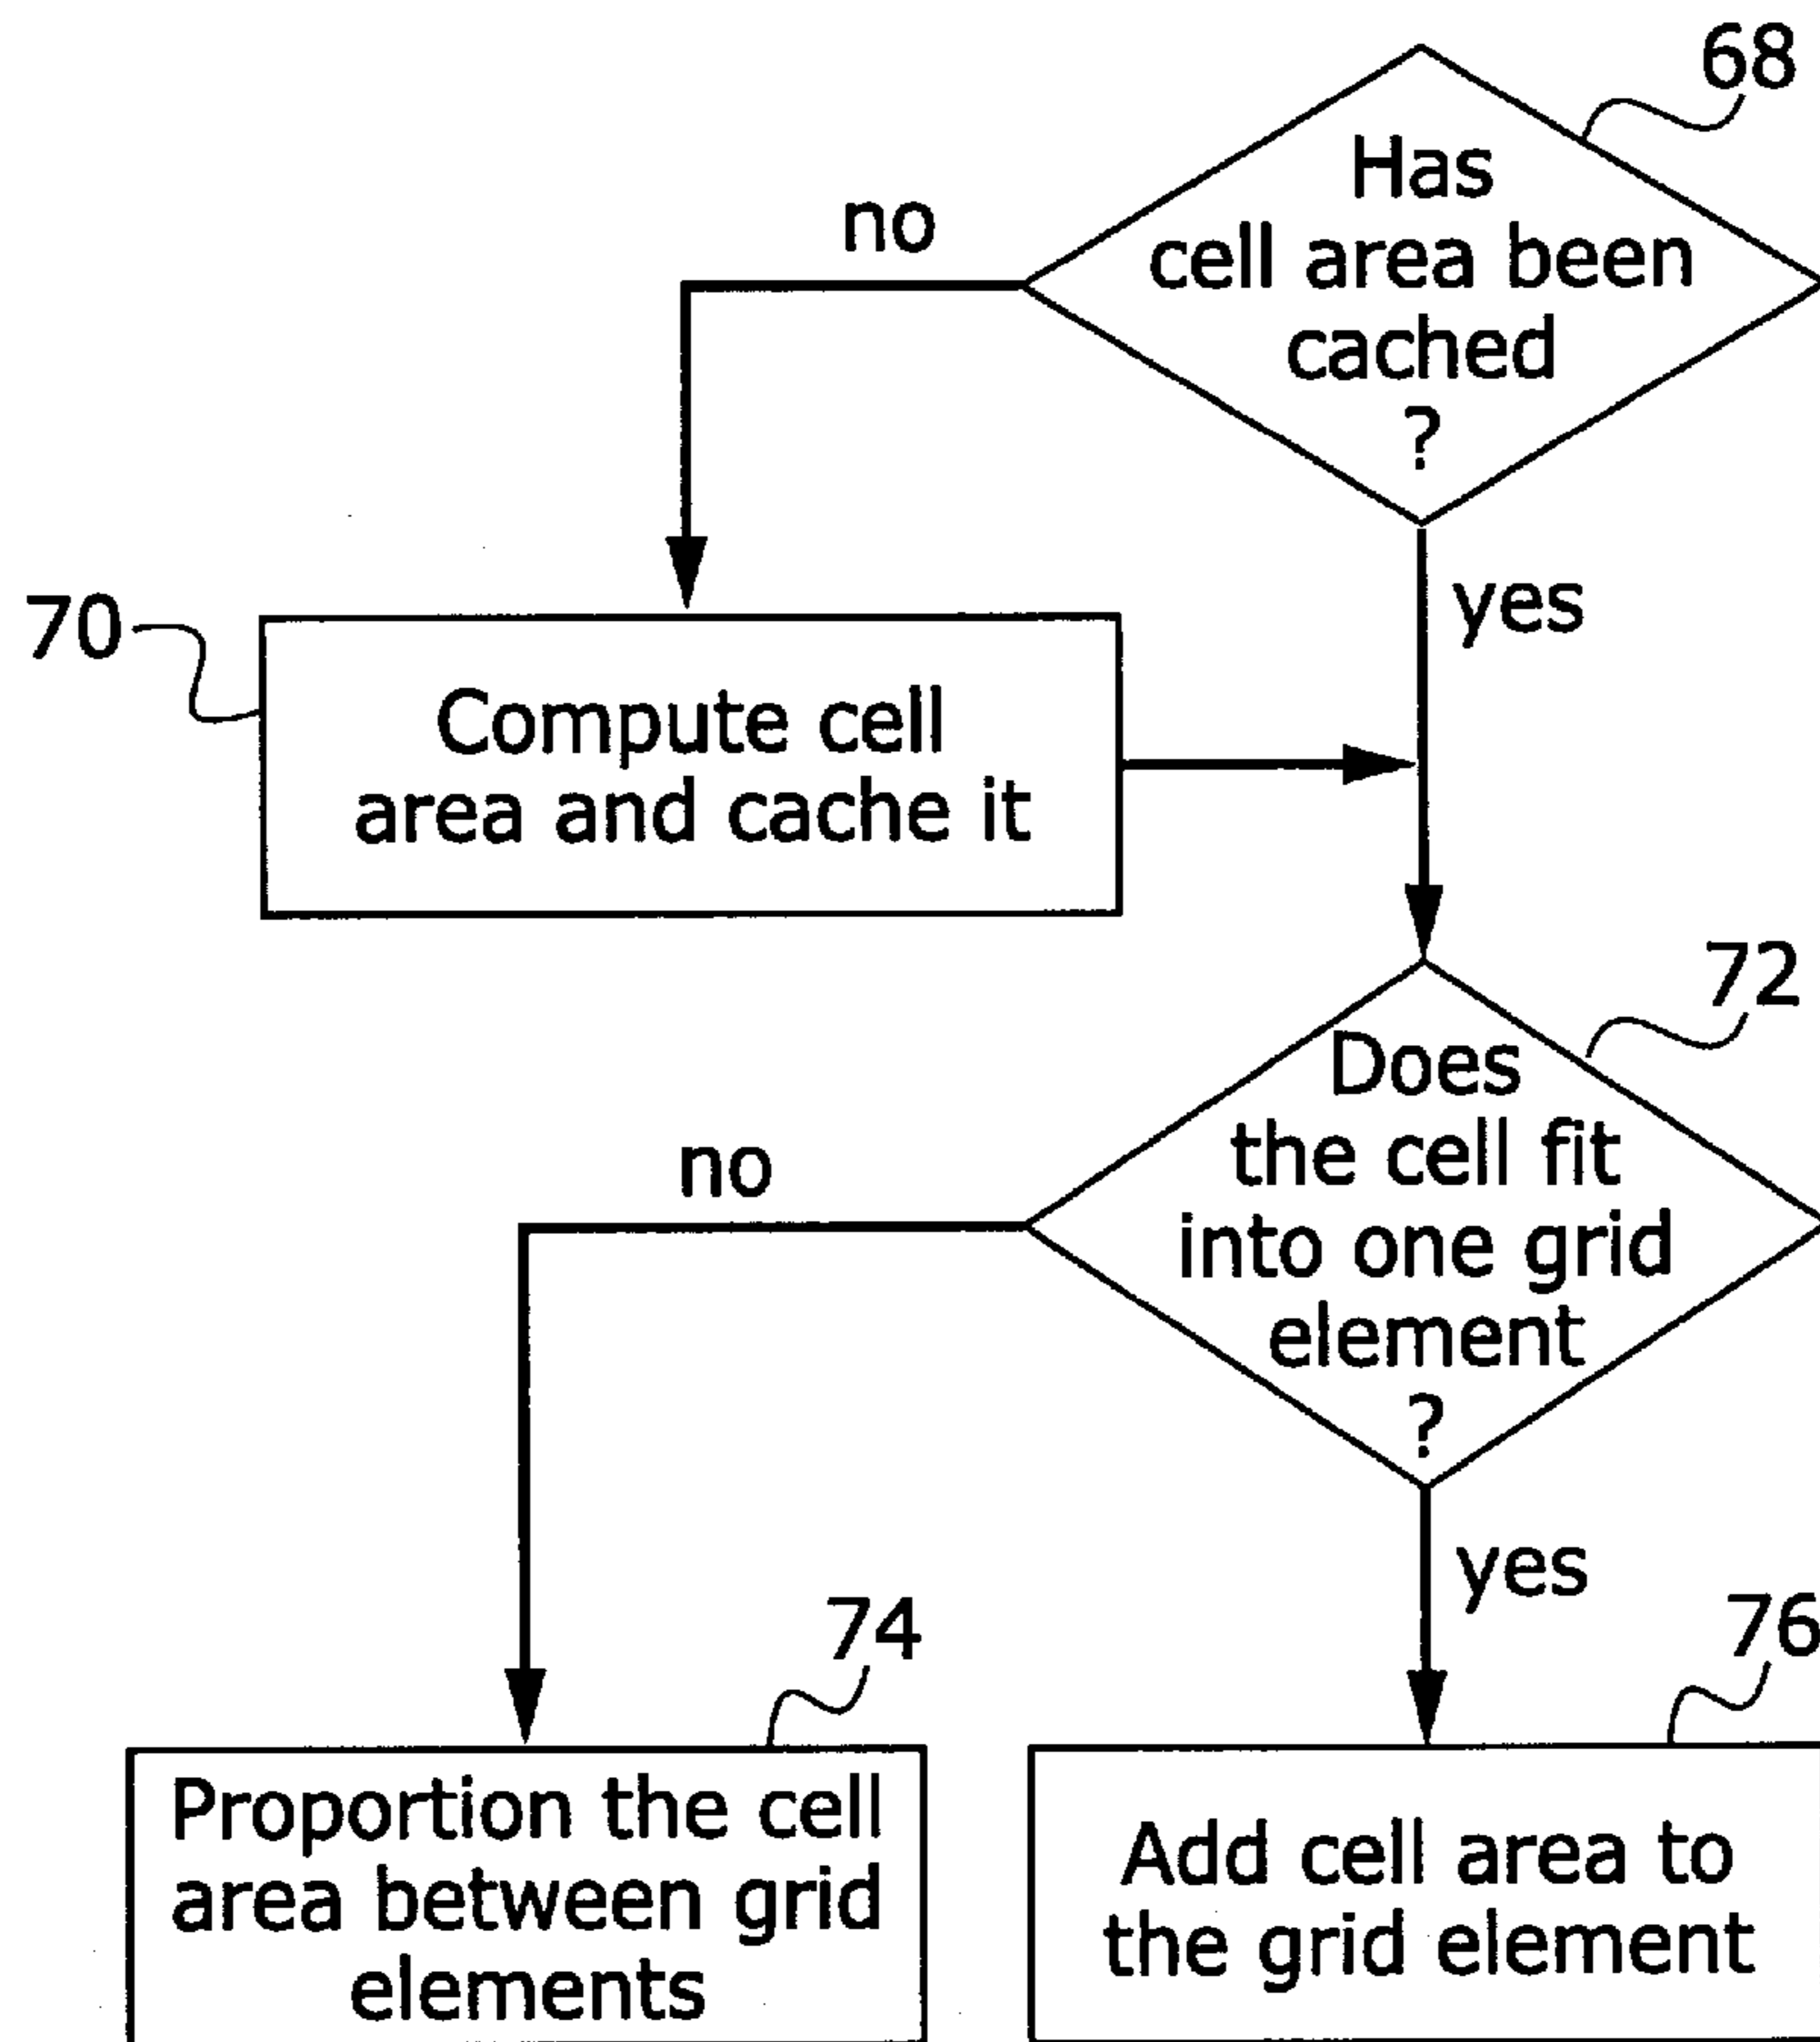 68
Has
cell area been
cached
?
no
yes
70
Compute cell
area and cache it
72
Does
the cell fit
into one grid
element
?
no
yes
74
Proportion the cell
area between grid
elements
76
Add cell area to
the grid element